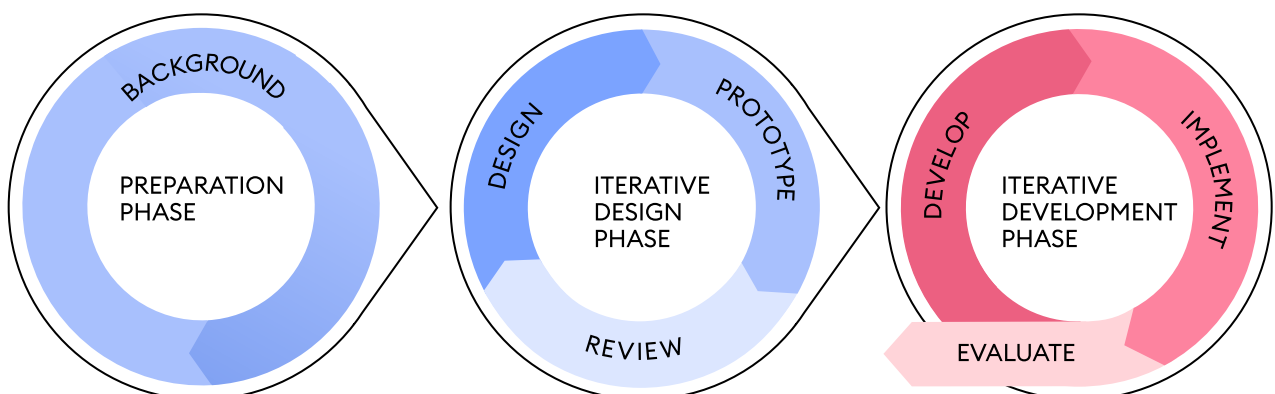 BACKGROUND
PREPARATION
PHASE
DESIGN
PROTOTYPE
ITERATIVE
DESIGN
PHASE
REVIEW
DEVELOP
IMPLEMENT
ITERATIVE
DEVELOPMENT
PHASE
EVALUATE